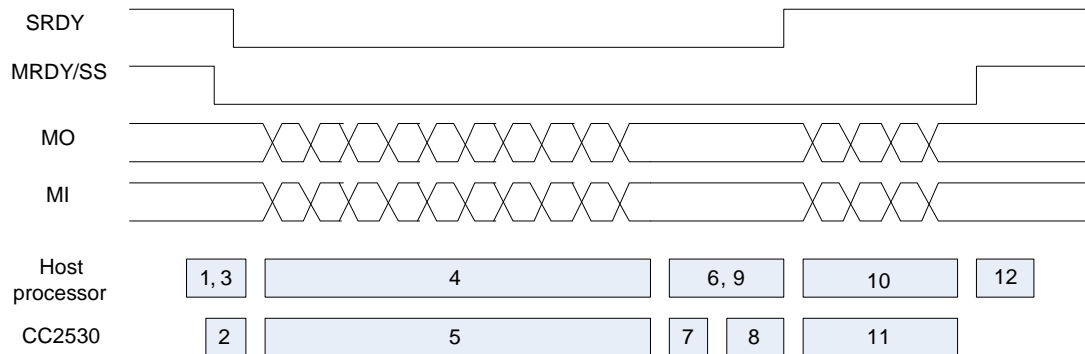 SRDY
MRDY/SS
MO
MI
Host
processor
1, 3
4
6, 9
10
12
CC2530
2
5
7
8
11